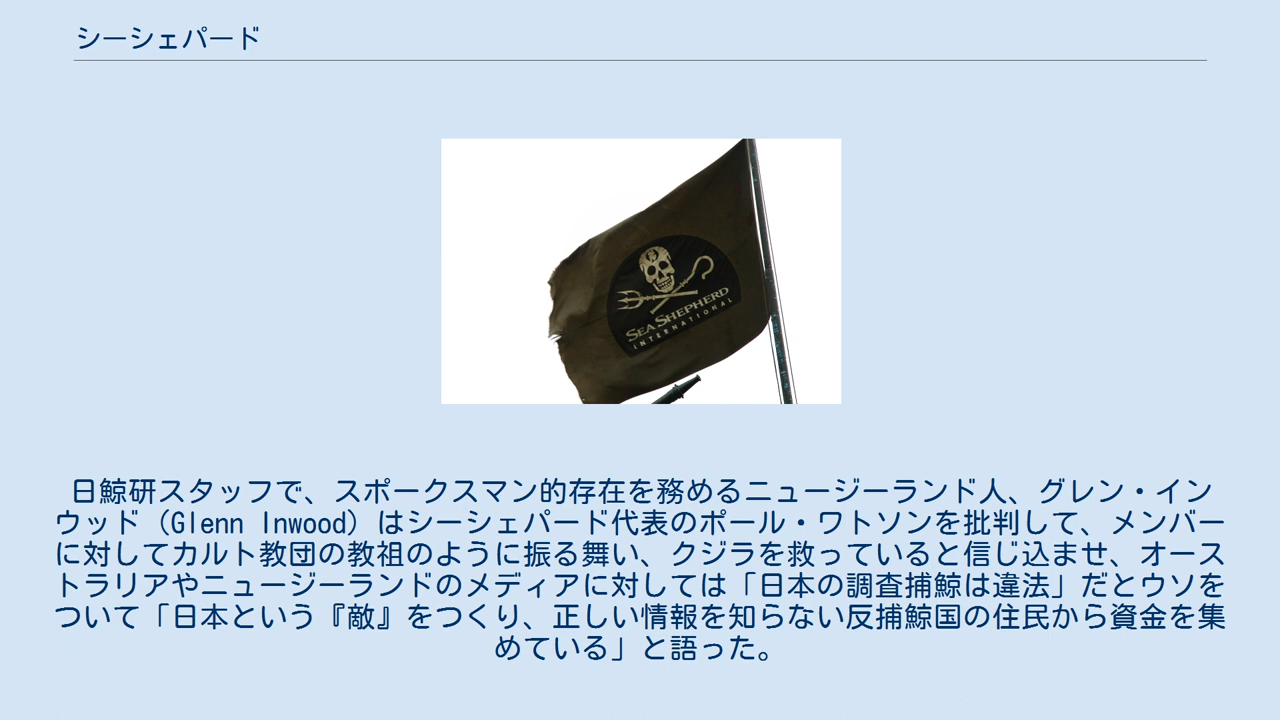 シーシェパード
SEA SHEPHERD
INTERNATIONAL
日鯨研スタッフで、スポークスマン的存在を務めるニュージーランド人、グレン・イン
ウッド（Glenn Inwood）はシーシェパード代表のポール・ワトソンを批判して、メンバー
に対してカルト教団の教祖のように振る舞い、クジラを救っていると信じ込ませ、オース
トラリアやニュージーランドのメディアに対しては「日本の調査捕鯨は違法」だとウソを
ついて「日本という『敵』をつくり、正しい情報を知らない反捕鯨国の住民から資金を集
めている」と語った。